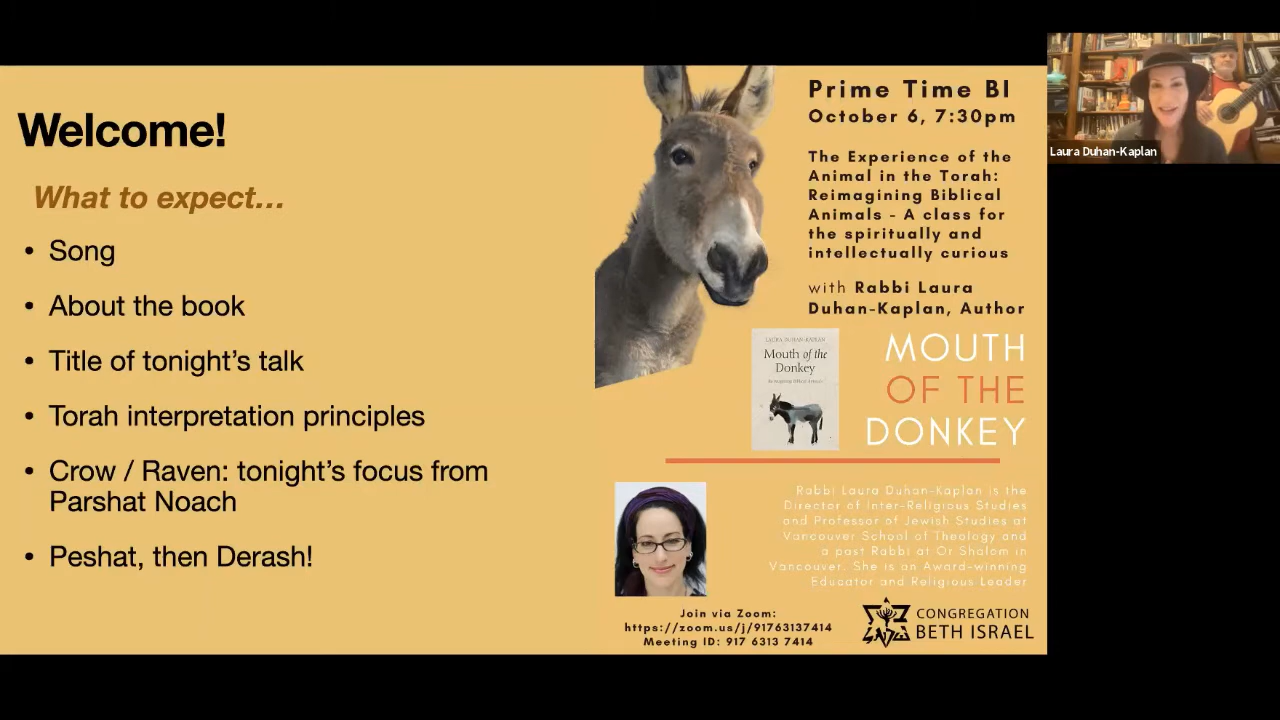 Welcome!
What to expect...
• Song
• About the book
• Title of tonight's talk
• Torah interpretation principles
• Crow / Raven: tonight's focus from
Parshat Noach
• Peshat, then Derash!
Prime Time BI
October 6, 7:30pm
The Experience of the
Animal in the Torah:
Reimagining Biblical
Animals - A class for
the spiritually and
intellectually curious
with Rabbi Laura
Duhan-Kaplan, Author
LAURA DUHAN-KAPLAN
Mouth of the
Donkey
MOUTH
OF THE
DONKEY
Rabbi Laura Duhan-Kaplan is the
Director of Inter-Religious Studies
and Professor of Jewish Studies at
Vancouver School of Theology and
a past Rabbi at Or Shalom in
Vancouver. She is an Award-winning
Educator and Religious Leader
Join via Zoom:
https://zoom.us/j/91763137414
Meeting ID: 917 6313 7414
CONGREGATION
BETH ISRAEL
Laura Duhan-Kaplan